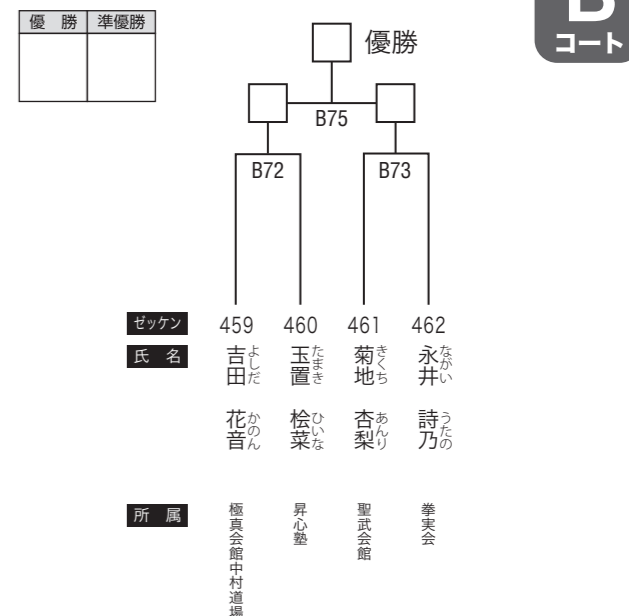 B
コート
優 勝 準優勝
優勝
B75
B72 B73
ゼッケン 459 460 461 462
氏 名
吉田 花音 よしだ かのん
玉置 桧菜 たまき ひいな
菊地 杏梨 きくち あんり
永井 詩乃 ながい うたの
所 属
極真会館中村道場
昇心塾
聖武会館
拳実会